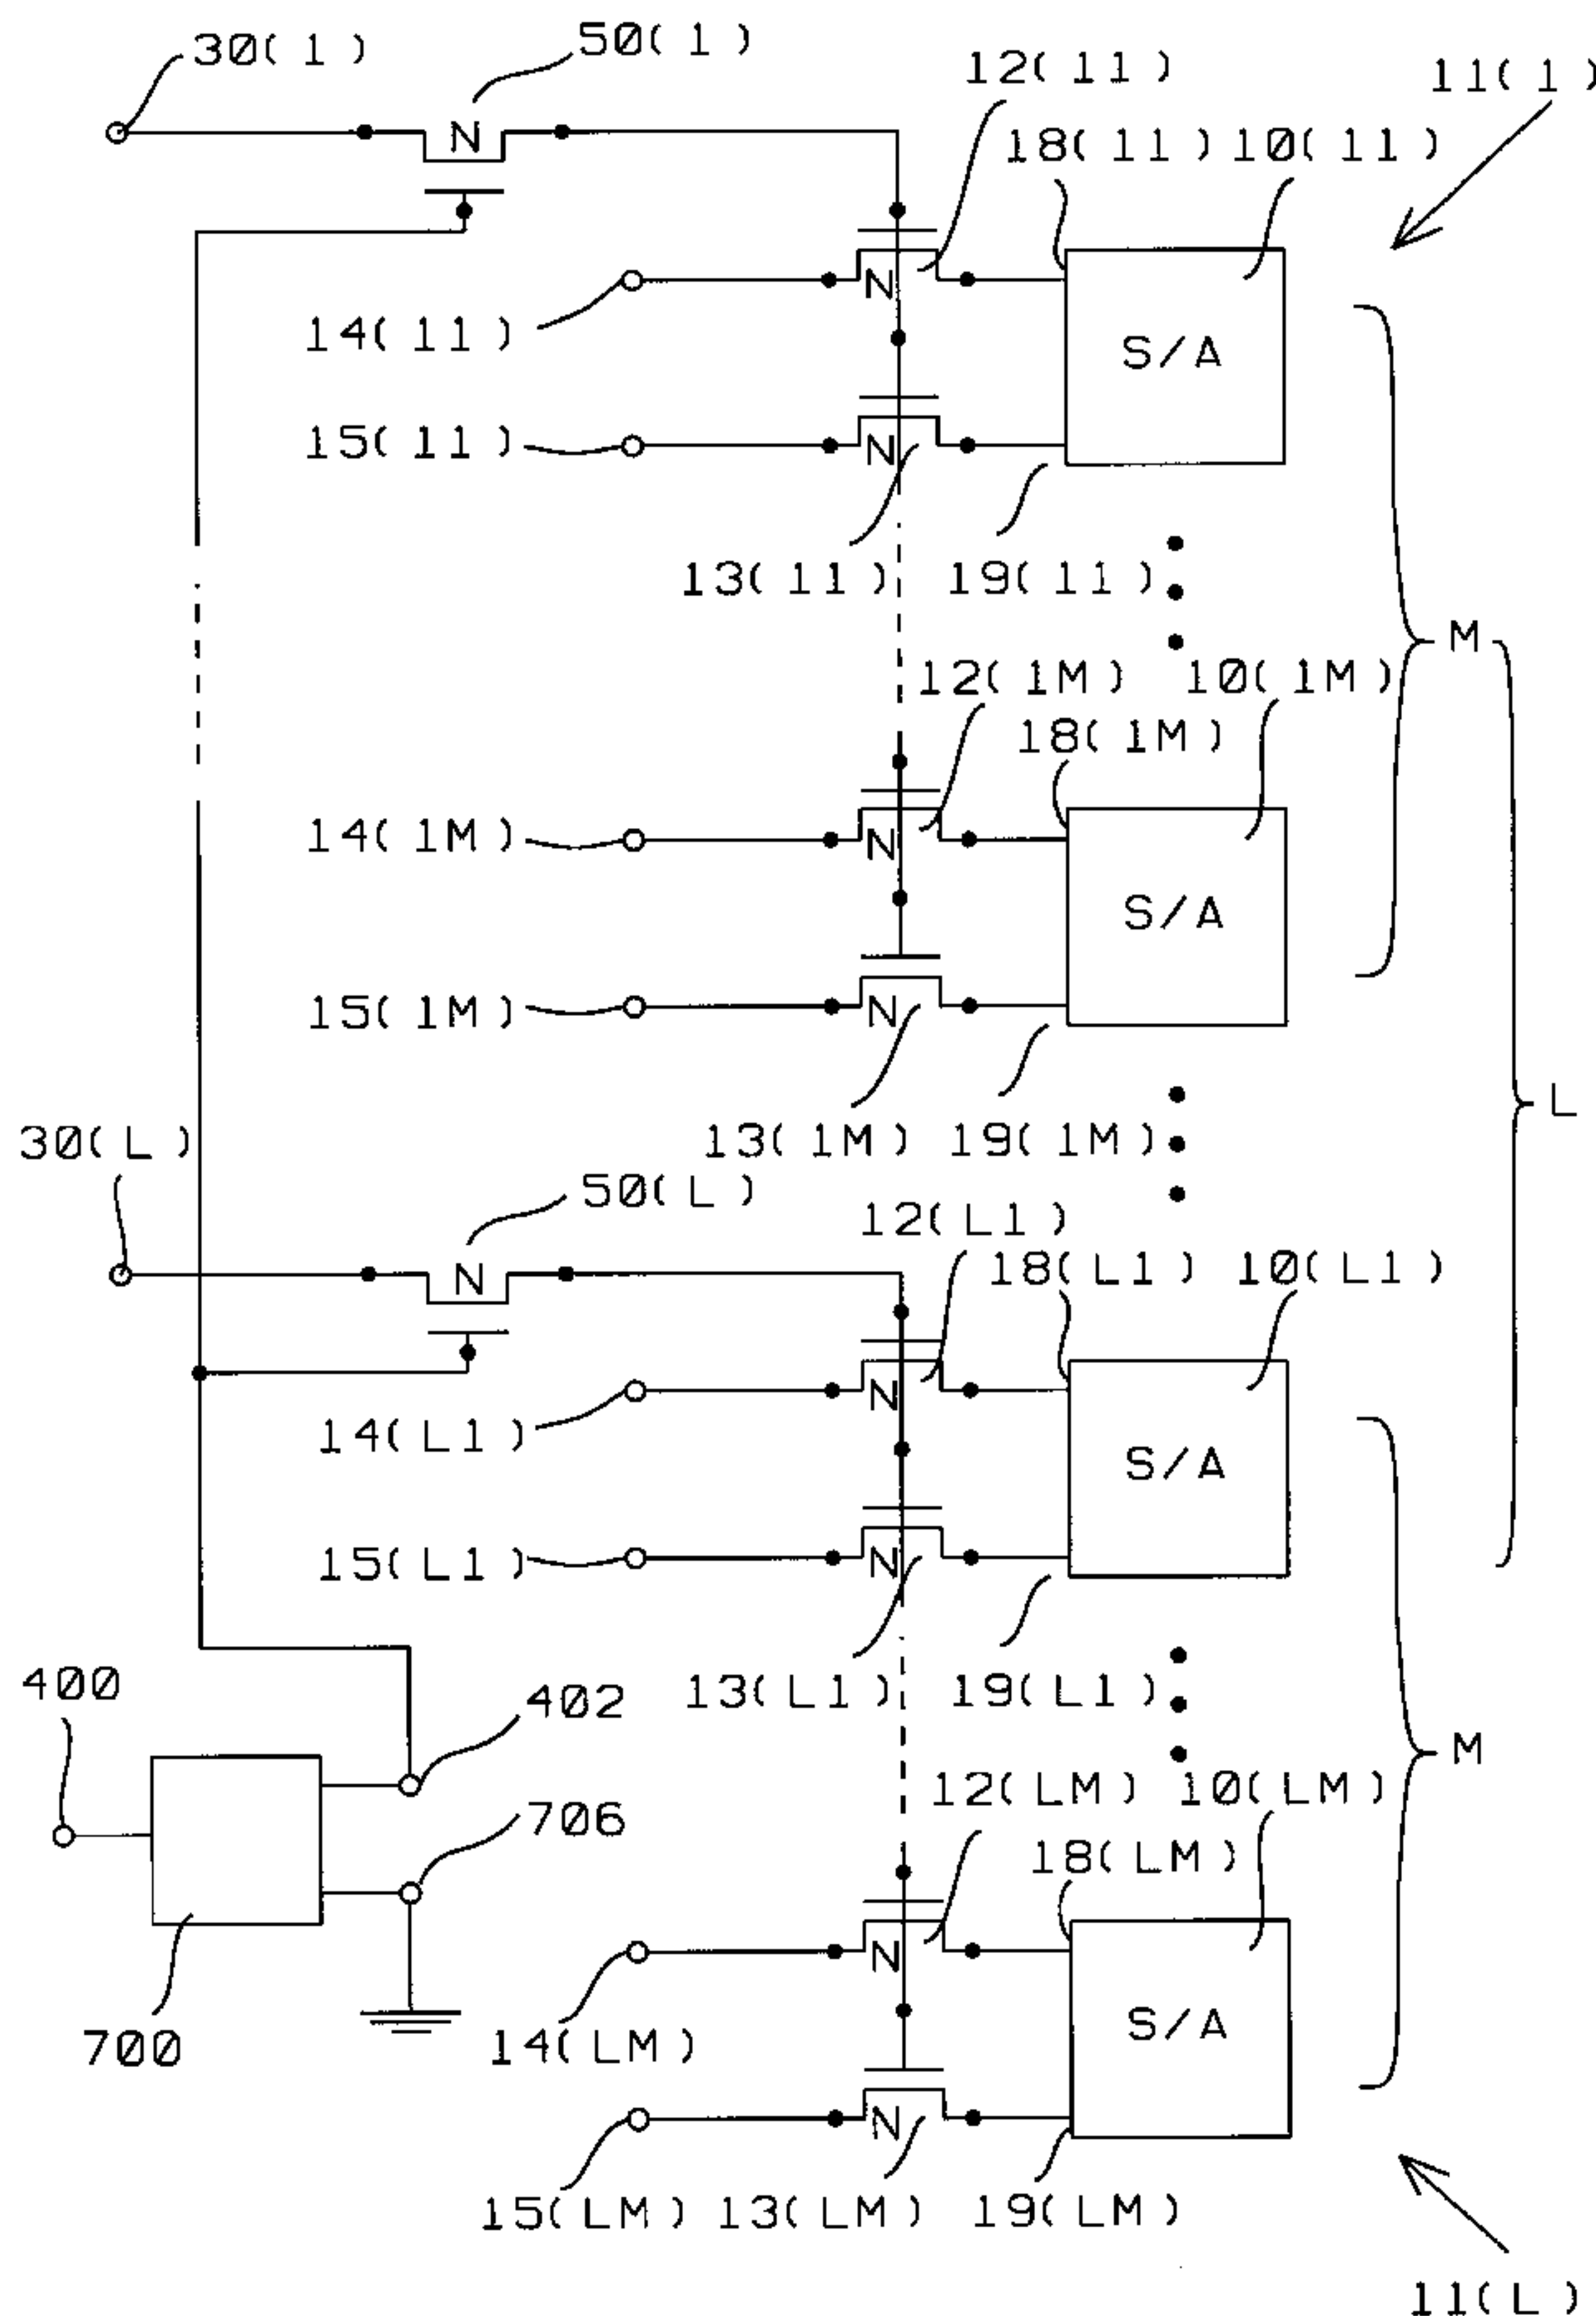 30(1)
50(1)
12(11)
11(1)
N
18(11) 10(11)
N
14(11)
S/A
15(11)
N
13(11) 19(11)
M
12(1M) 10(1M)
18(1M)
14(1M)
N
S/A
15(1M)
N
L
30(L)
13(1M) 19(1M)
50(L)
12(L1)
N
18(L1) 10(L1)
N
14(L1)
S/A
15(L1)
N
400
13(L1) 19(L1)
402
M
12(LM) 10(LM)
706
18(LM)
N
700
14(LM)
S/A
N
15(LM) 13(LM) 19(LM)
11(L)